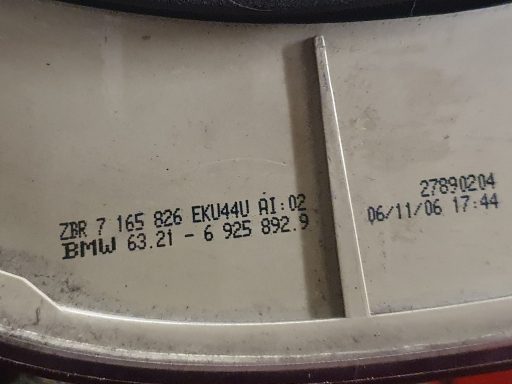 ZBR 7 165 826 EKU44U AI:02
BMW 63.21 - 6 925 892.9
27890204
06/11/06 17:44